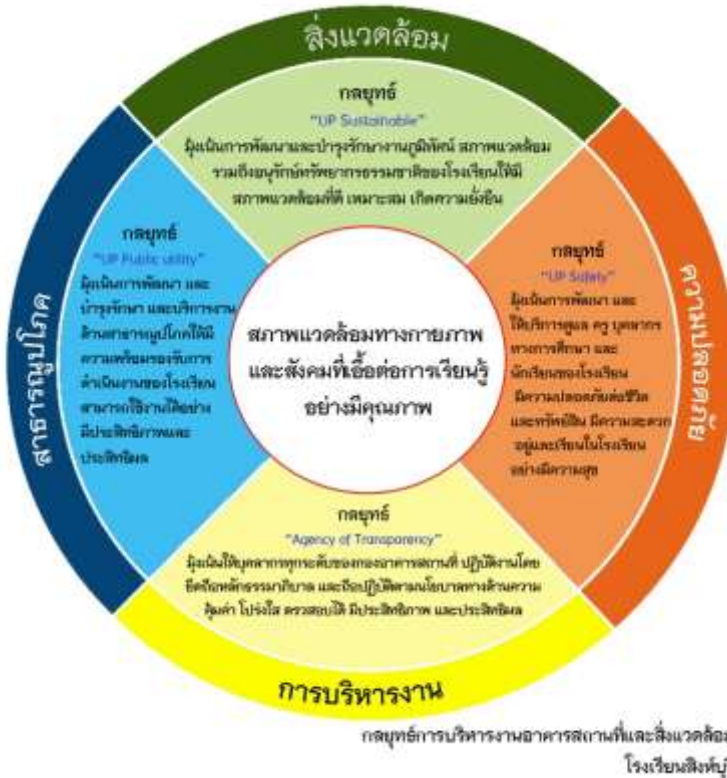 สิ่งแวดล้อม
กลยุทธ์
"UP Sustainable"
มุ่งเน้นการพัฒนาและบำรุงรักษางานภูมิทัศน์ สภาพแวดล้อม
รวมถึงอนุรักษ์ทรัพยากรธรรมชาติของโรงเรียนให้มี
สภาพแวดล้อมที่ดี เหมาะสม เกิดความยั่งยืน
สาธารณูปโภค
กลยุทธ์
"UP Public utility"
มุ่งเน้นการพัฒนา และ
บำรุงรักษา และบริการงาน
ด้านสาธารณูปโภคให้มี
ความพร้อมรองรับการ
ดำเนินงานของโรงเรียน
สามารถใช้งานได้อย่าง
มีประสิทธิภาพและ
ประสิทธิผล
สภาพแวดล้อมทางกายภาพ
และสังคมที่เอื้อต่อการเรียนรู้
อย่างมีคุณภาพ
กลยุทธ์
"UP Safety"
มุ่งเน้นการพัฒนา และ
ให้บริการดูแล ครู บุคลากร
ทางการศึกษา และ
นักเรียนของโรงเรียน
มีความปลอดภัยต่อชีวิต
และทรัพย์สิน มีความสะดวก
อยู่และเรียนในโรงเรียน
อย่างมีความสุข
ความปลอดภัย
กลยุทธ์
"Agency of Transparency"
มุ่งเน้นให้บุคลากรทุกระดับของกองอาคารสถานที่ ปฏิบัติงานโดย
ยึดถือหลักธรรมาภิบาล และถือปฏิบัติตามนโยบาลทางด้านความ
คุ้มค่า โปร่งใส ตรวจสอบได้ มีประสิทธิภาพ และประสิทธิผล
การบริหารงาน
กลยุทธ์การบริหารงานอาคารสถานที่และสิ่งแวดล้อม
โรงเรียนสิงห์บุ